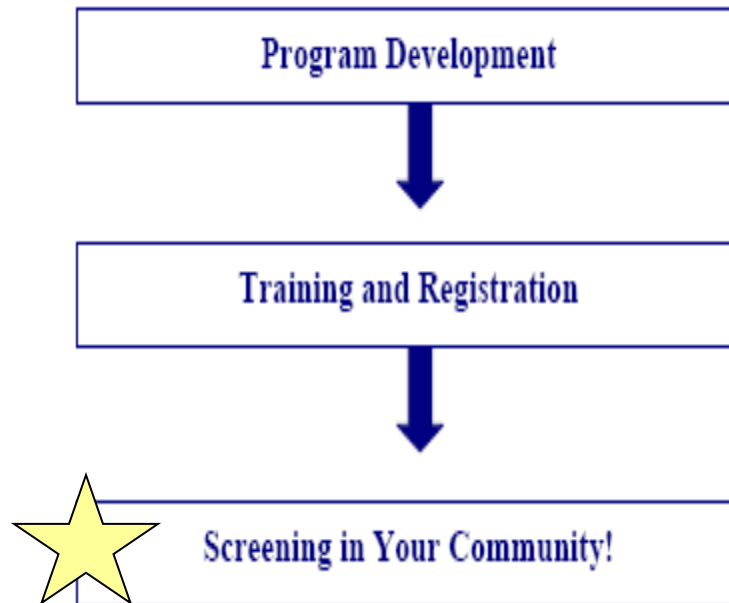 Program Development
Training and Registration
Screening in Your Community!